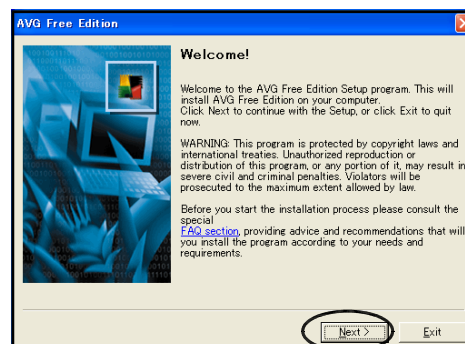 AVG Free Edition
Welcome!
Welcome to the AVG Free Edition Setup program. This will
install AVG Free Edition on your computer.
Click Next to continue with the Setup, or click Exit to quit
now.
WARNING: This program is protected by copyright laws and
international treaties. Unauthorized reproduction or
distribution of this program, or any portion of it, may result in
severe civil and criminal penalties. Violators will be
prosecuted to the maximum extent allowed by law.
Before you start the installation process please consult the
special
FAQ section, providing advice and recommendations that will
you install the program according to your needs and
requirements.
Next >
Exit